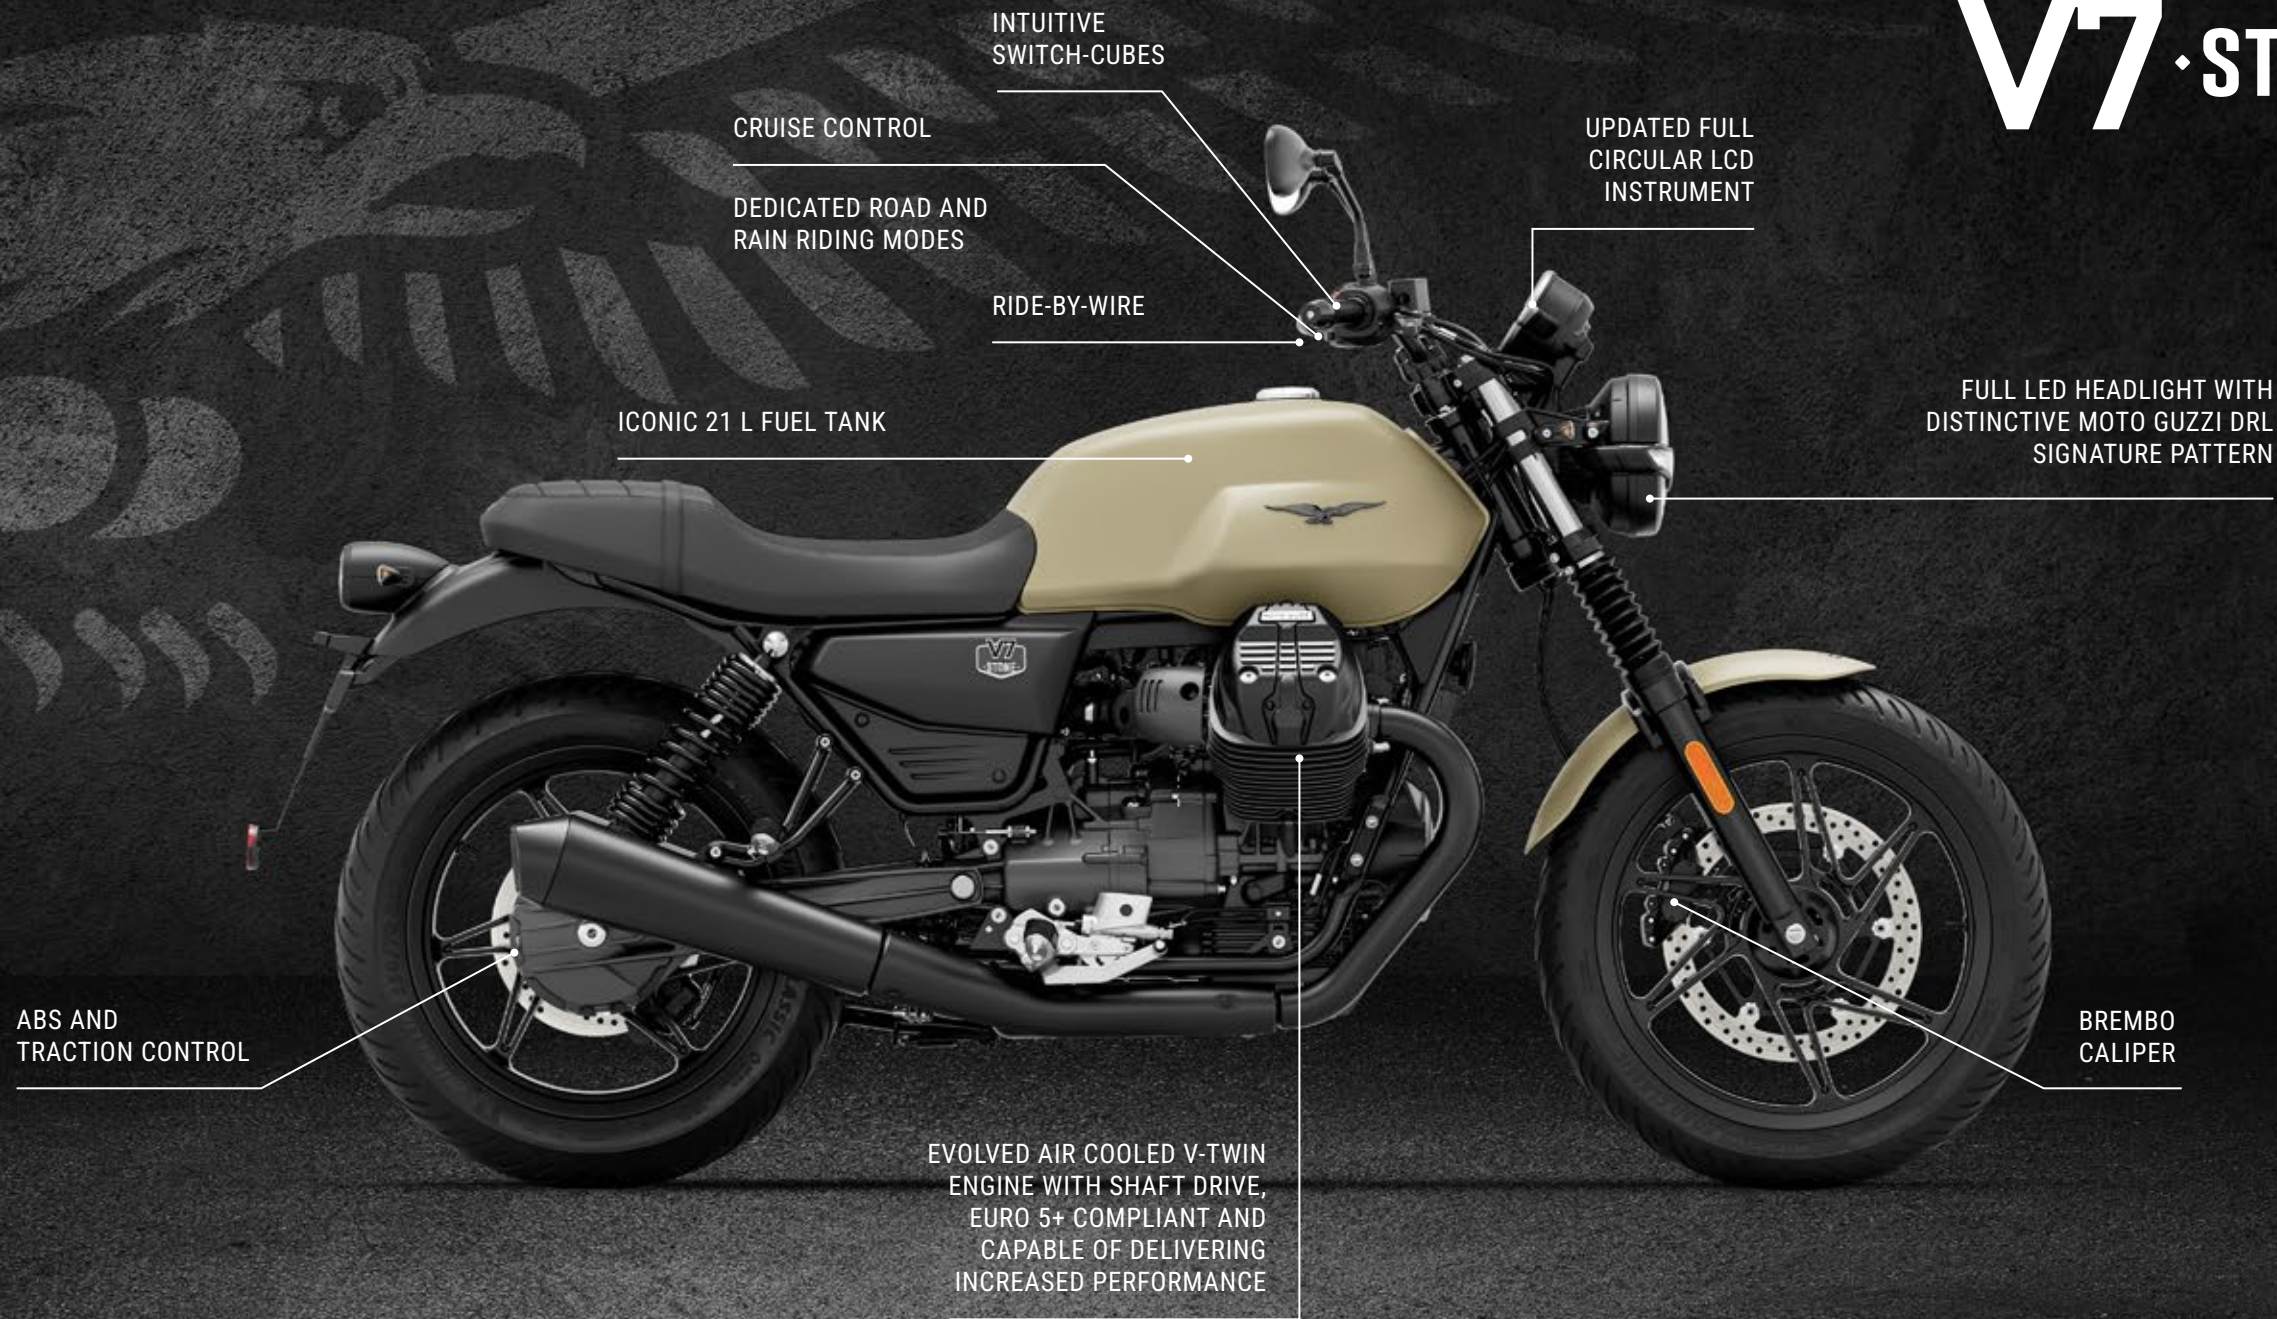 INTUITIVE
SWITCH-CUBES
V7
ST
CRUISE CONTROL
UPDATED FULL
CIRCULAR LCD
INSTRUMENT
DEDICATED ROAD AND
RAIN RIDING MODES
RIDE-BY-WIRE
FULL LED HEADLIGHT WITH
DISTINCTIVE MOTO GUZZI DRL
SIGNATURE PATTERN
ICONIC 21 L FUEL TANK
V7
STONE
ABS AND
TRACTION CONTROL
BREMBO
CALIPER
EVOLVED AIR COOLED V-TWIN
ENGINE WITH SHAFT DRIVE,
EURO 5+ COMPLIANT AND
CAPABLE OF DELIVERING
INCREASED PERFORMANCE